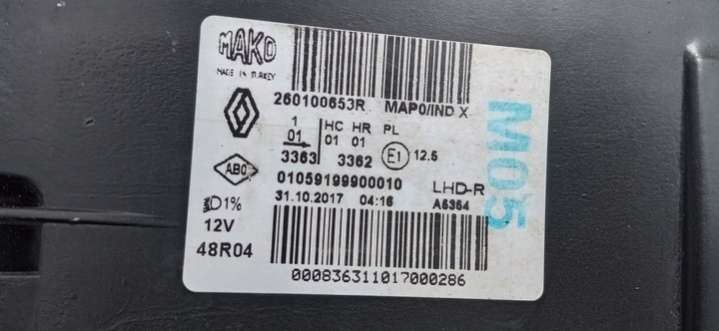 MAKO
MADE IN TURKEY
260100653R MAP0/IND X
1
01 HC HR PL
01 01
3363 3362 E1 12.5
ABO
01059199900010 LHD-R
31.10.2017 04:16 A6364
1%
12V
48R04
000836311017000286
M05